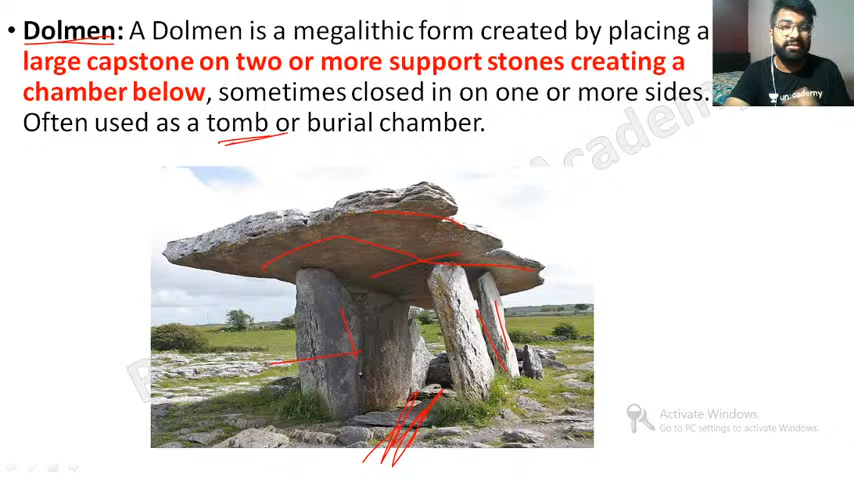 • Dolmen: A Dolmen is a megalithic form created by placing a
large capstone on two or more support stones creating a
chamber below, sometimes closed in on one or more sides.
Often used as a tomb or burial chamber.
unacademy
Academy
Activate Windows
Go to PC settings to activate Windows.